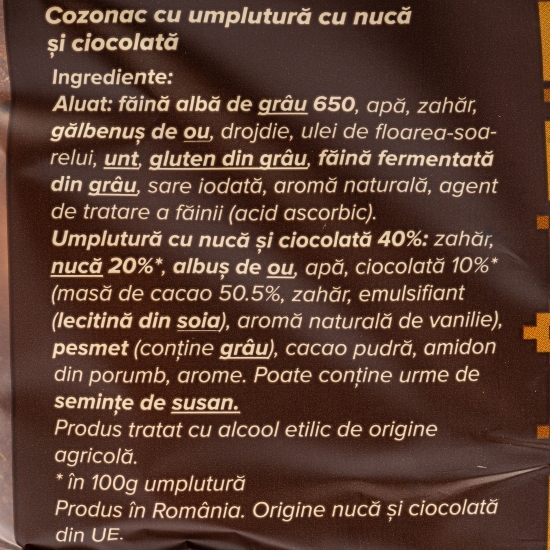 Cozonac cu umplutură cu nucă
și ciocolată
Ingrediente:
Aluat: făină albă de grâu 650, apă, zahăr,
gălbenuș de ou, drojdie, ulei de floarea-soa-
relui, unt, gluten din grâu, făină fermentată
din grâu, sare iodată, aromă naturală, agent
de tratare a făinii (acid ascorbic).
Umplutură cu nucă și ciocolată 40%: zahăr,
nucă 20%*, albuș de ou, apă, ciocolată 10%*
(masă de cacao 50.5%, zahăr, emulsifiant
(lecitină din soia), aromă naturală de vanilie),
pesmet (conține grâu), cacao pudră, amidon
din porumb, arome. Poate conține urme de
semințe de susan.
Produs tratat cu alcool etilic de origine
agricolă.
* în 100g umplutură
Produs în România. Origine nucă și ciocolată
din UE.